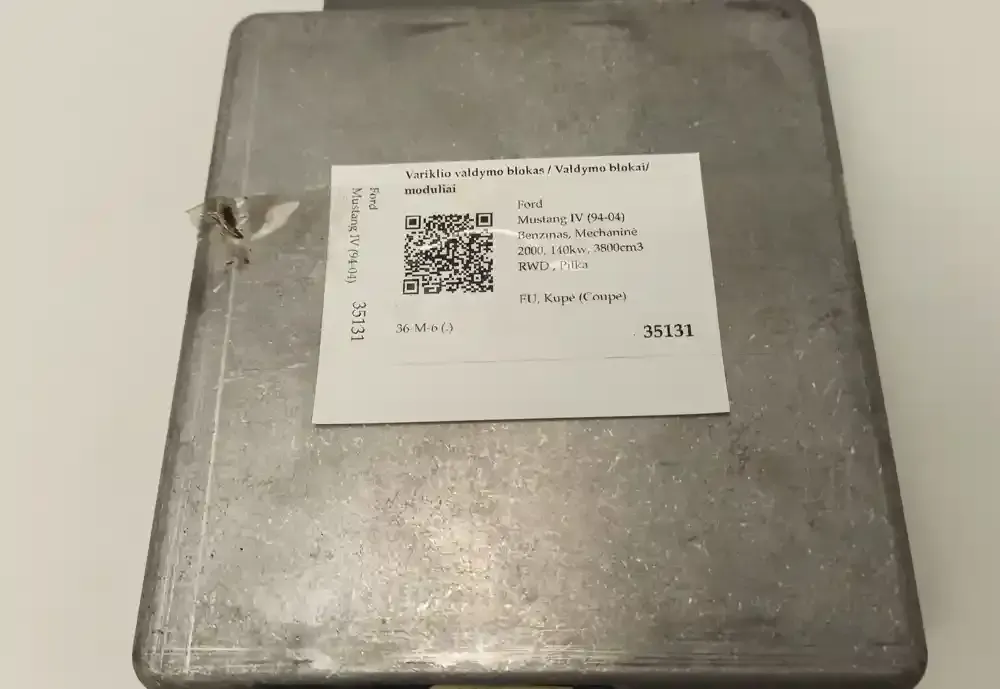 Variklio valdymo blokas / Valdymo blokai/
moduliai
Ford
Mustang IV (94-04)
Benzinas, Mechaninė
2000, 140kw, 3800cm3
RWD , Pilka
EU, Kupė (Coupe)
36-M-6 (.)
35131
Ford
Mustang IV (94-04) 35131